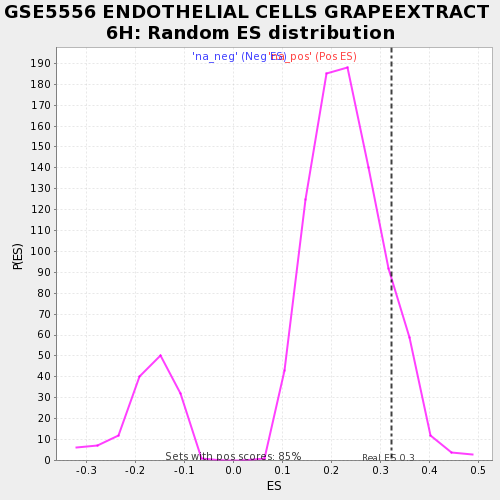 GSE5556 ENDOTHELIAL CELLS GRAPEEXTRACT
6H: Random ES distribution
'na_neg' (Neg ES)
'na_pos' (Pos ES)
190
180
170
160
150
140
130
120
110
100
90
80
70
60
50
40
30
20
10
0
P(ES)
Sets with pos scores: 85%
Real ES 0.3
-0.3 -0.2 -0.1 0.0 0.1 0.2 0.3 0.4 0.5
ES